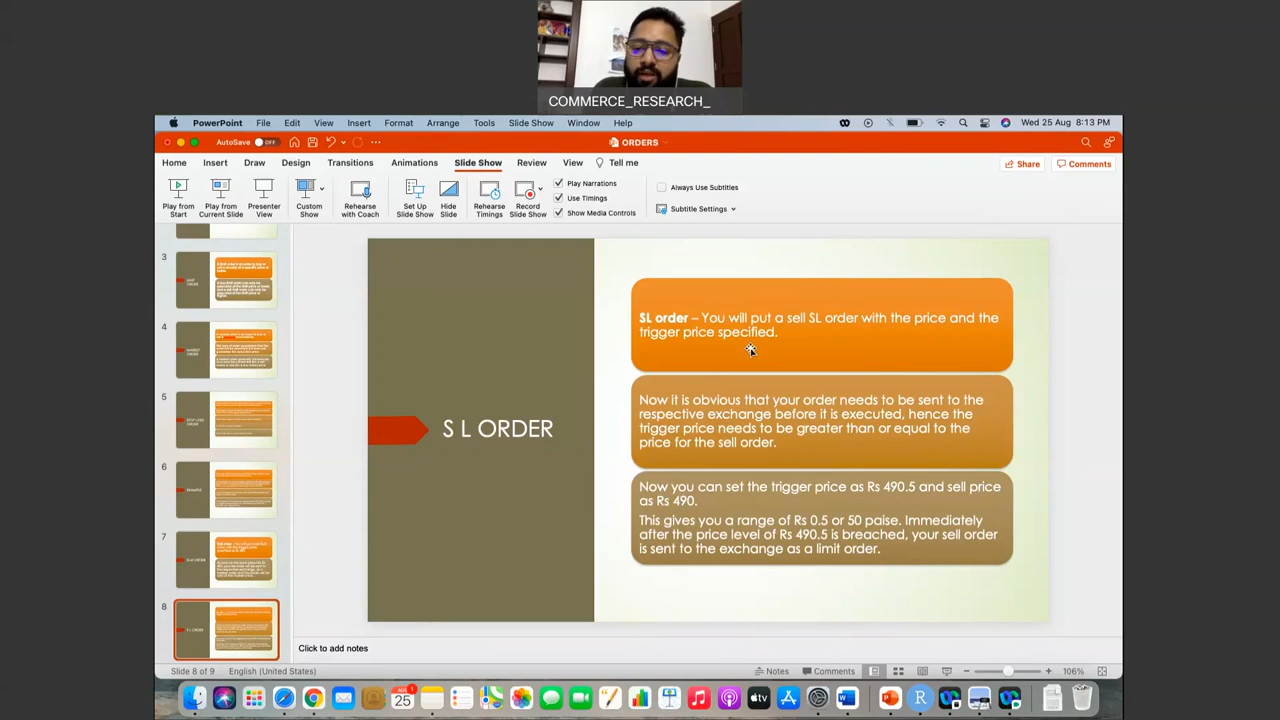 COMMERCE_RESEARCH_
PowerPoint File Edit View Insert Format Arrange Tools Slide Show Window Help Wed 25 Aug 8:13 PM
AutoSave OFF ORDERS
Home Insert Draw Design Transitions Animations Slide Show Review View Tell me Share Comments
Play from Start
Play from Current Slide
Presenter View
Custom Show
Rehearse with Coach
Set Up Slide Show
Hide Slide
Rehearse Timings
Record Slide Show
Play Narrations
Use Timings
Show Media Controls
Always Use Subtitles
Subtitle Settings
3
4
5
6
7
8
S L ORDER
SL order – You will put a sell SL order with the price and the
trigger price specified.
Now it is obvious that your order needs to be sent to the
respective exchange before it is executed, hence the
trigger price needs to be greater than or equal to the
price for the sell order.
Now you can set the trigger price as Rs 490.5 and sell price
as Rs 490.
This gives you a range of Rs 0.5 or 50 paise. Immediately
after the price level of Rs 490.5 is breached, your sell order
is sent to the exchange as a limit order.
Click to add notes
Slide 8 of 9 English (United States) Notes Comments 106%
AUG
25
tv
W
P
R